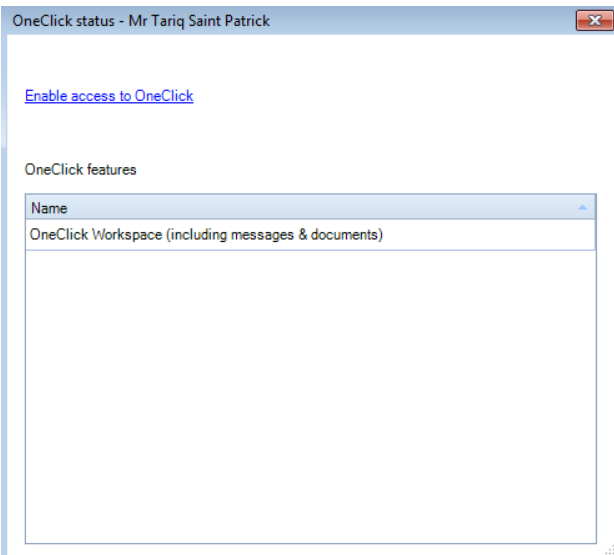 OneClick status - Mr Tariq Saint Patrick
Enable access to OneClick
OneClick features
Name
OneClick Workspace (including messages & documents)